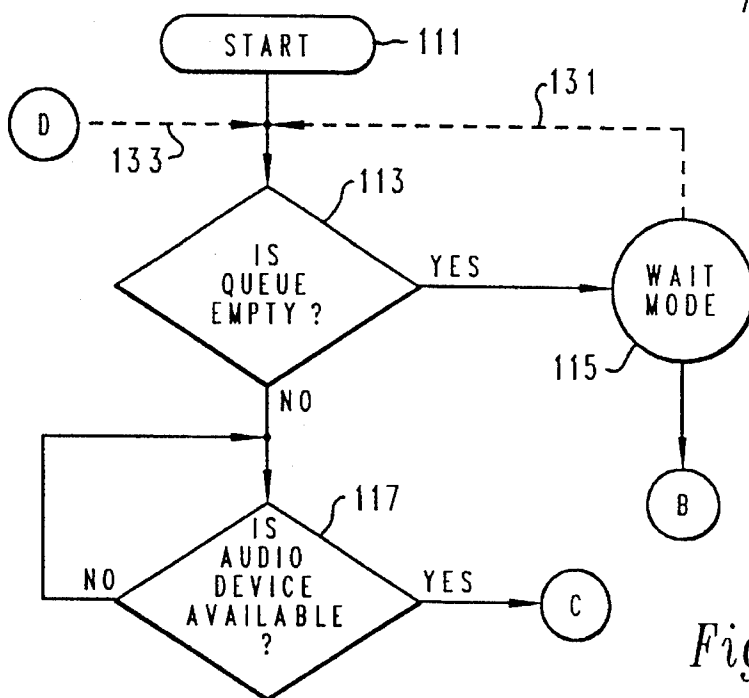 START
111
D
133
131
113
IS
QUEUE
EMPTY ?
YES
WAIT
MODE
115
NO
B
117
IS
AUDIO
DEVICE
AVAILABLE
?
NO
YES
C
Fig